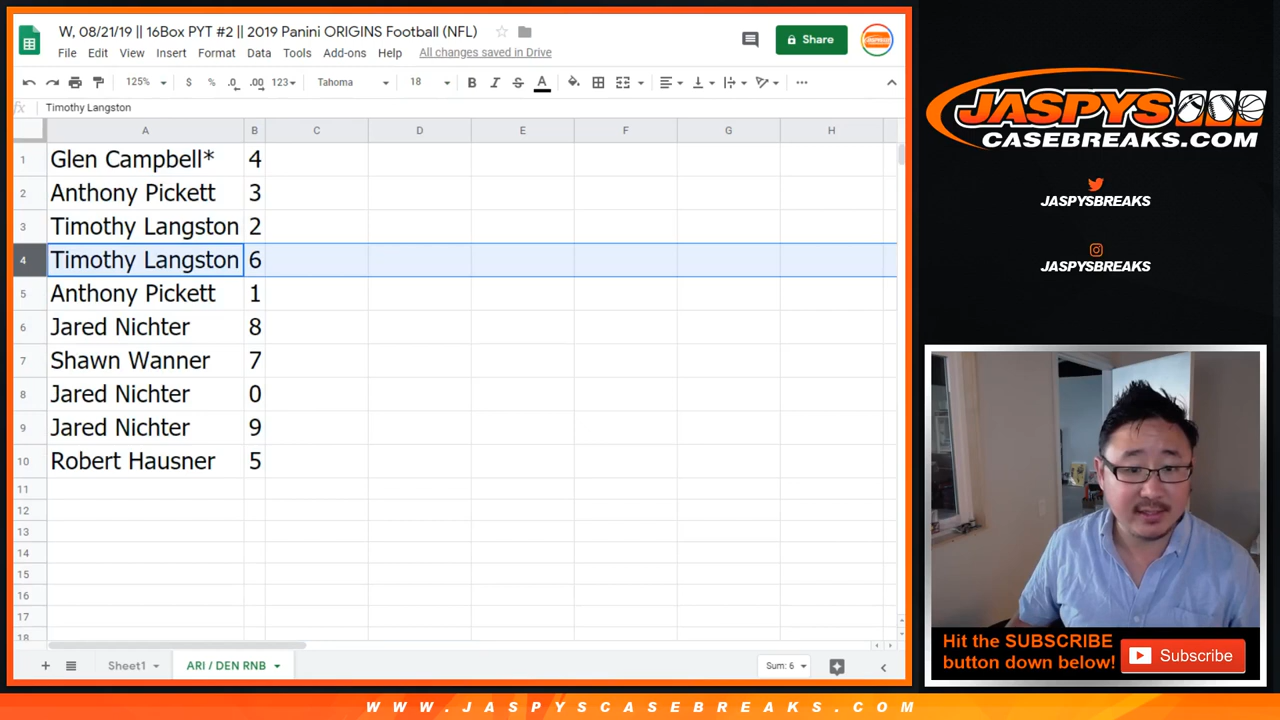 W, 08/21/19 || 16Box PYT #2 || 2019 Panini ORIGINS Football (NFL)
File Edit View Format Data Tools Add-ons Help All changes saved in Drive
Share
125% $ % .0 .00 123 Tahoma 18 B I S A
fx Timothy Langston
A B C D E F G H
1 Glen Campbell* 4
2 Anthony Pickett 3
3 Timothy Langston 2
4 Timothy Langston 6
5 Anthony Pickett 1
6 Jared Nichter 8
7 Shawn Wanner 7
8 Jared Nichter 0
9 Jared Nichter 9
10 Robert Hausner 5
11
12
13
14
15
16
17
18
Sheet1 ARI / DEN RNB Sum: 6
JASPYS
CASEBREAKS.COM
JASPYSBREAKS
JASPYSBREAKS
Hit the SUBSCRIBE
button down below!
Subscribe
WWW.JASPYSCASEBREAKS.COM